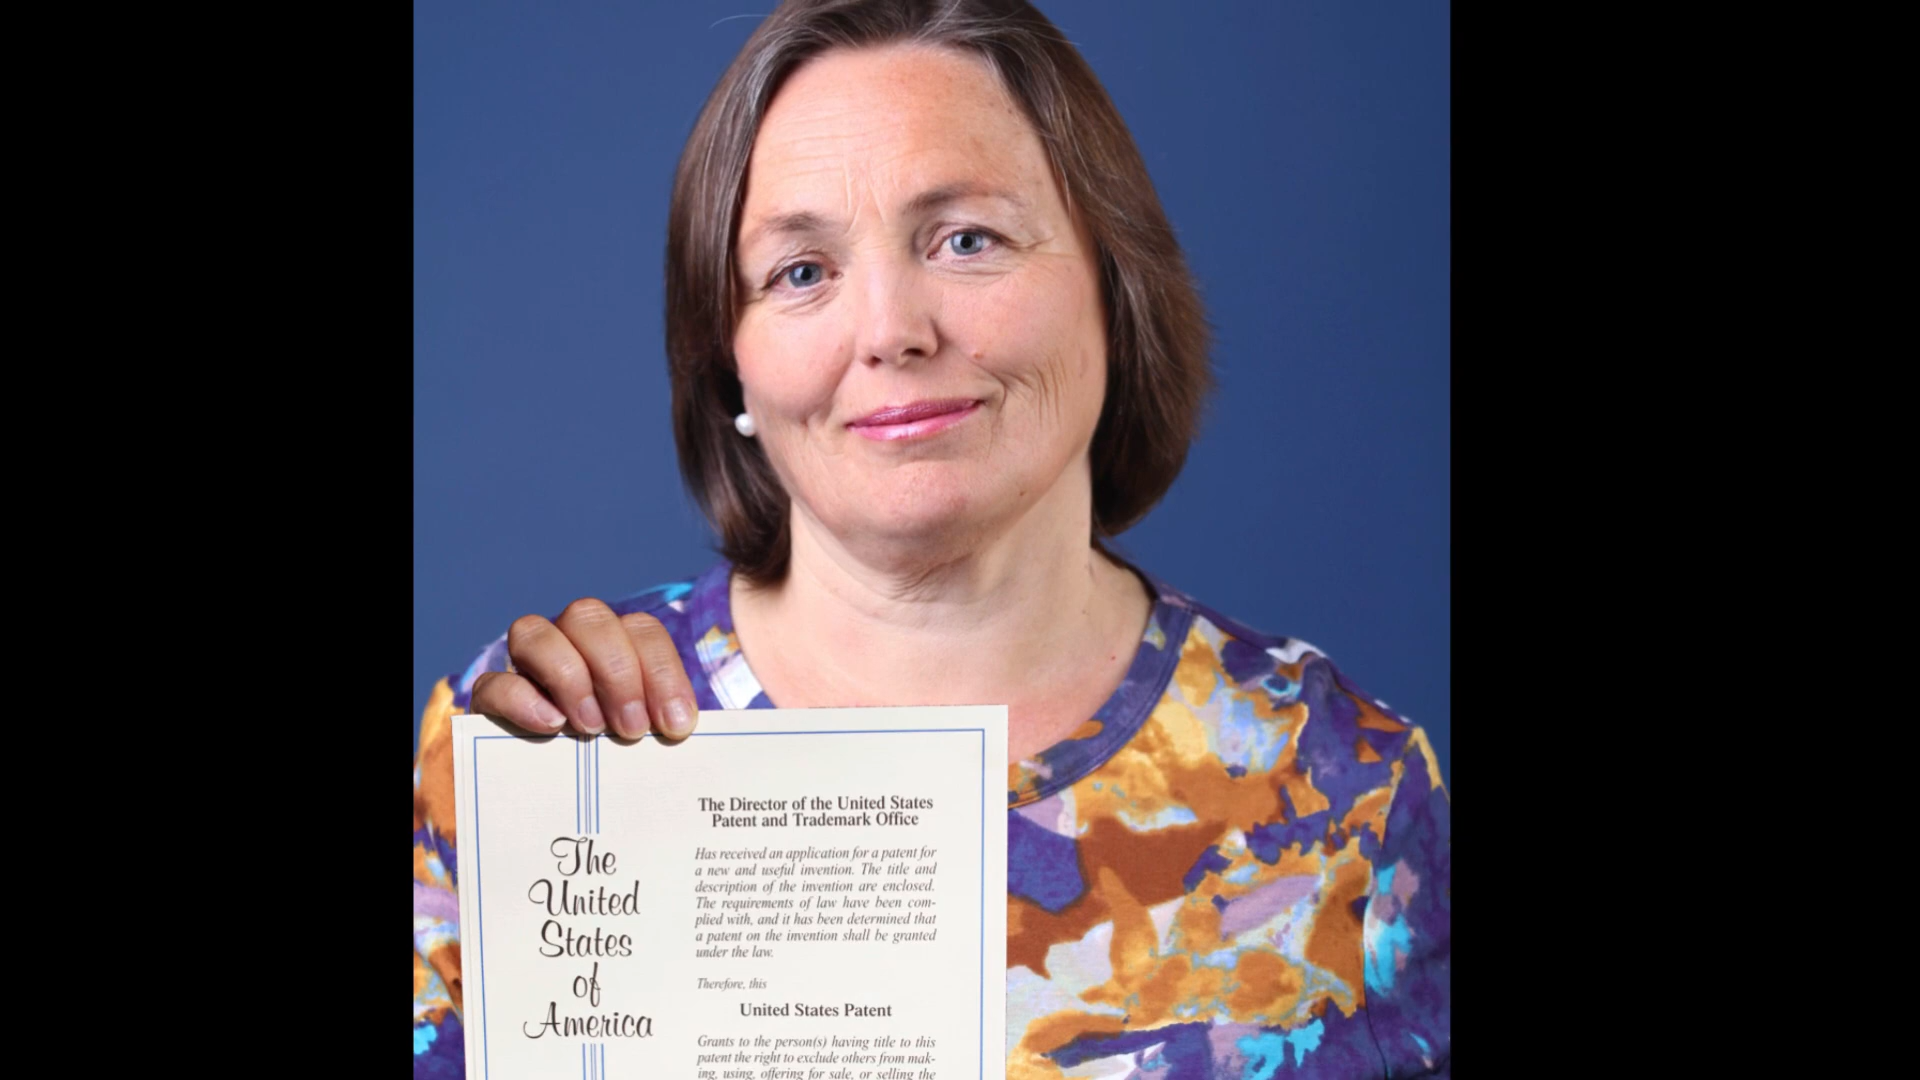 The
United
States
of
America
The Director of the United States
Patent and Trademark Office
Has received an application for a patent for
a new and useful invention. The title and
description of the invention are enclosed.
The requirements of law have been com-
plied with, and it has been determined that
a patent on the invention shall be granted
under the law.
Therefore, this
United States Patent
Grants to the person(s) having title to this
patent the right to exclude others from mak-
ing, using, offering for sale, or selling the